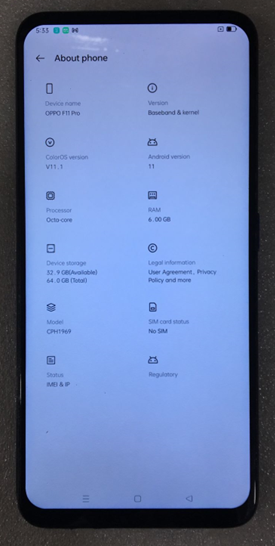 5:33
About phone
Device name
OPPO F11 Pro
Version
Baseband & kernel
ColorOS version
V11.1
Android version
11
Processor
Octa-core
RAM
6.00 GB
Device storage
32.9 GB(Available)
64.0 GB (Total)
Legal information
User Agreement, Privacy
Policy and more
Model
CPH1969
SIM card status
No SIM
Status
IMEI & IP
Regulatory